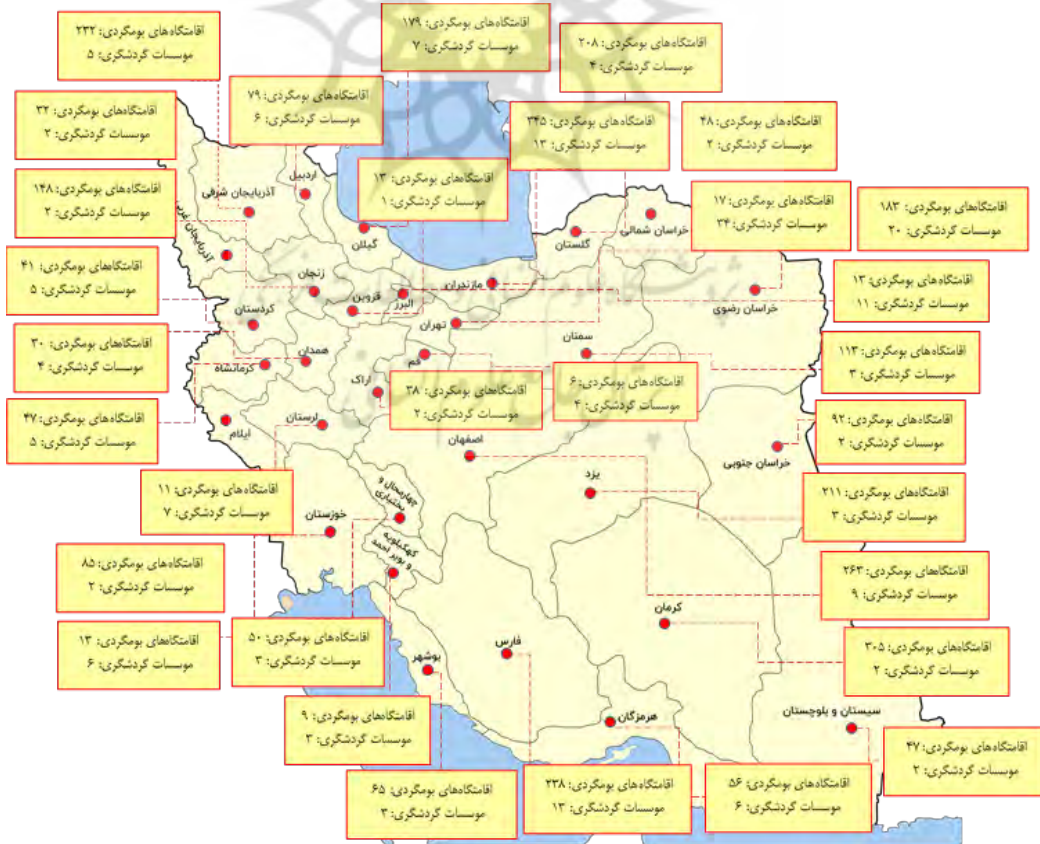 اقامتگاه‌های بومگردی: ۲۳۲
موسسات گردشگری: ۵
اقامتگاه‌های بومگردی: ۱۷۹
موسسات گردشگری: ۷
اقامتگاه‌های بومگردی: ۲۰۸
موسسات گردشگری: ۴
اقامتگاه‌های بومگردی: ۷۹
موسسات گردشگری: ۶
اقامتگاه‌های بومگردی: ۳۲
موسسات گردشگری: ۲
اقامتگاه‌های بومگردی: ۳۴۵
موسسات گردشگری: ۱۳
اقامتگاه‌های بومگردی: ۴۸
موسسات گردشگری: ۲
اقامتگاه‌های بومگردی: ۱۳
موسسات گردشگری: ۱
اقامتگاه‌های بومگردی: ۱۴۸
موسسات گردشگری: ۲
اقامتگاه‌های بومگردی: ۱۷
موسسات گردشگری: ۳۴
اقامتگاه‌های بومگردی: ۱۸۳
موسسات گردشگری: ۲۰
اردبیل
آذربایجان شرقی
آذربایجان غربی
گیلان
گلستان
خراسان شمالی
اقامتگاه‌های بومگردی: ۴۱
موسسات گردشگری: ۵
زنجان
قزوین
البرز
مازندران
خراسان رضوی
اقامتگاه‌های بومگردی: ۱۳
موسسات گردشگری: ۱۱
کردستان
تهران
سمنان
اقامتگاه‌های بومگردی: ۳۰
موسسات گردشگری: ۴
همدان
کرمانشاه
قم
اراک
اقامتگاه‌های بومگردی: ۱۱۳
موسسات گردشگری: ۳
اقامتگاه‌های بومگردی: ۳۸
موسسات گردشگری: ۲
اقامتگاه‌های بومگردی: ۶
موسسات گردشگری: ۴
اقامتگاه‌های بومگردی: ۴۷
موسسات گردشگری: ۵
ایلام
لرستان
اصفهان
خراسان جنوبی
اقامتگاه‌های بومگردی: ۹۲
موسسات گردشگری: ۲
اقامتگاه‌های بومگردی: ۱۱
موسسات گردشگری: ۷
یزد
چهارمحال و
بختیاری
خوزستان
اقامتگاه‌های بومگردی: ۲۱۱
موسسات گردشگری: ۳
کهگیلویه
و بویر احمد
اقامتگاه‌های بومگردی: ۸۵
موسسات گردشگری: ۲
اقامتگاه‌های بومگردی: ۲۶۳
موسسات گردشگری: ۹
کرمان
اقامتگاه‌های بومگردی: ۱۳
موسسات گردشگری: ۶
اقامتگاه‌های بومگردی: ۵۰
موسسات گردشگری: ۳
بوشهر
فارس
اقامتگاه‌های بومگردی: ۳۰۵
موسسات گردشگری: ۲
اقامتگاه‌های بومگردی: ۹
موسسات گردشگری: ۳
هرمزگان
سیستان و بلوچستان
اقامتگاه‌های بومگردی: ۴۷
موسسات گردشگری: ۲
اقامتگاه‌های بومگردی: ۶۵
موسسات گردشگری: ۳
اقامتگاه‌های بومگردی: ۲۳۸
موسسات گردشگری: ۱۳
اقامتگاه‌های بومگردی: ۵۶
موسسات گردشگری: ۶